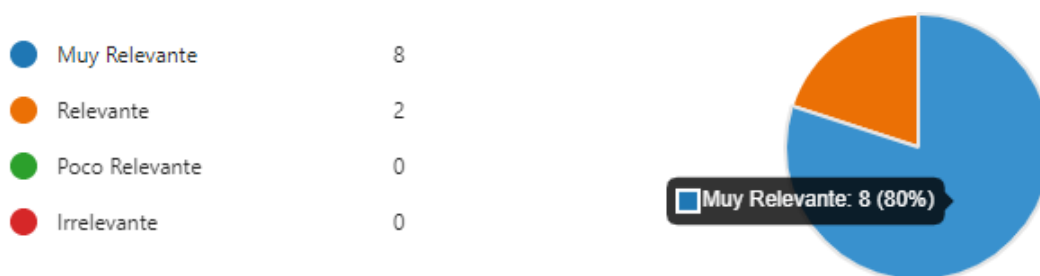 Muy Relevante 8
Relevante 2
Poco Relevante 0
Irrelevante 0
Muy Relevante: 8 (80%)